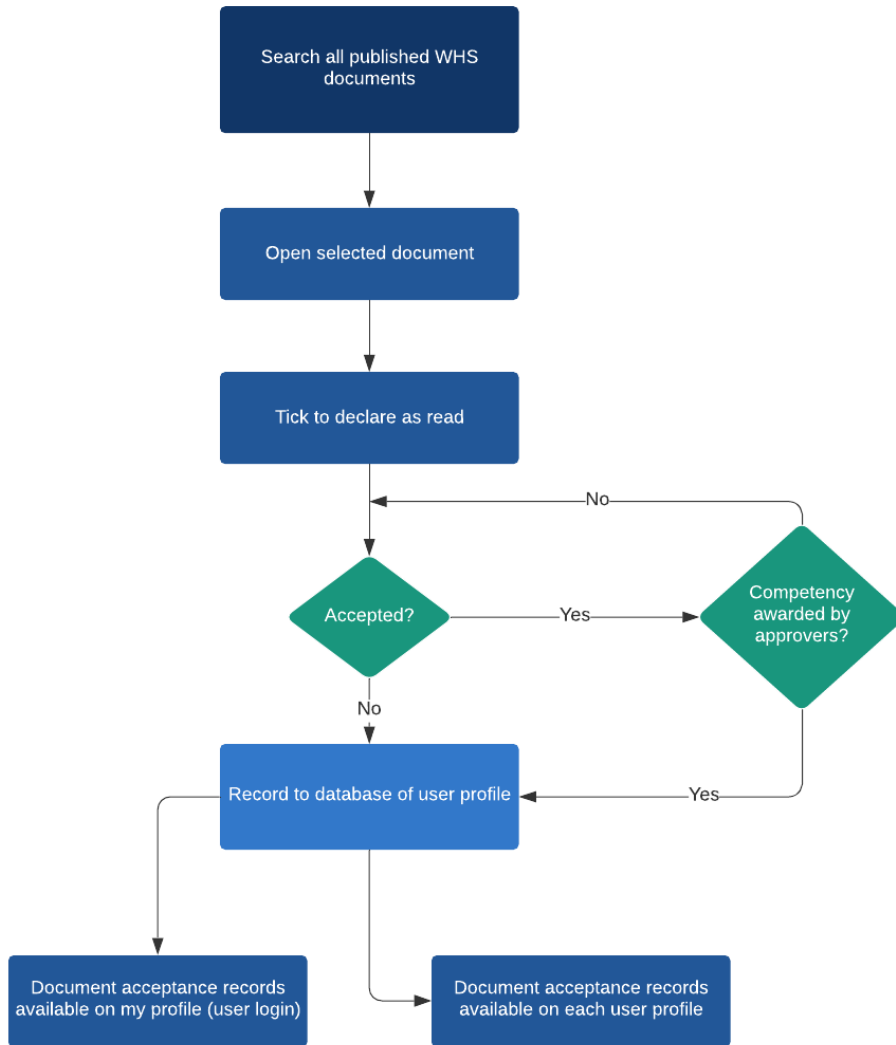 Search all published WHS
documents
Open selected document
Tick to declare as read
No
Accepted?
Yes
Competency
awarded by
approvers?
No
Record to database of user profile
Yes
Document acceptance records
available on my profile (user login)
Document acceptance records
available on each user profile